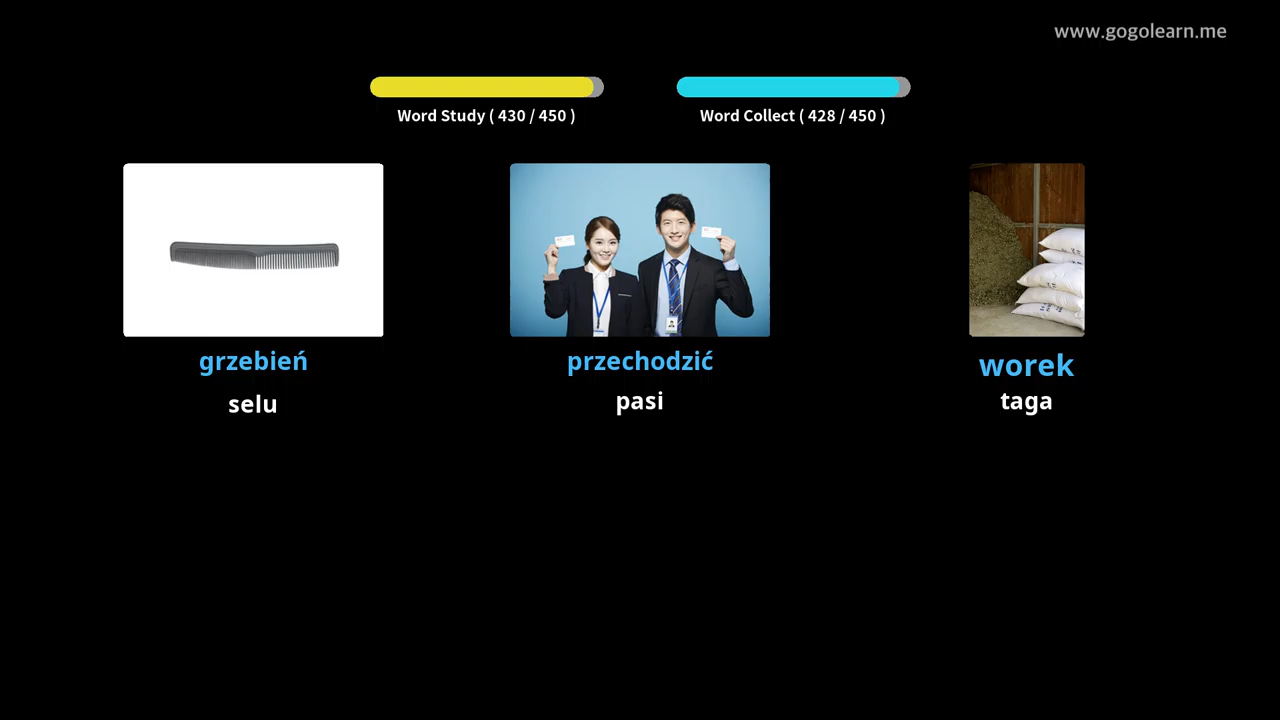 www.gogolearn.me
Word Study ( 430 / 450 )
Word Collect ( 428 / 450 )
grzebień
przechodzić
worek
selu
pasi
taga